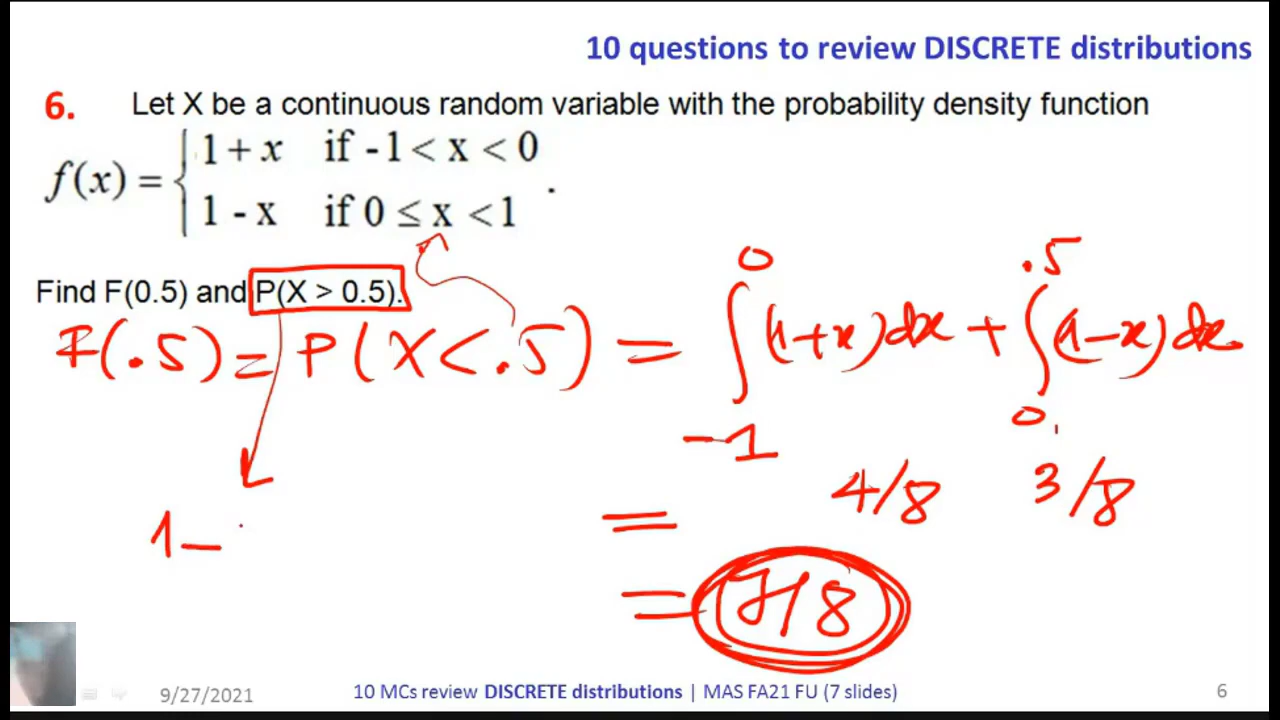 10 questions to review DISCRETE distributions
6. Let X be a continuous random variable with the probability density function
f(x) = { 1 + x if -1 < x < 0
1 - x if 0 ≤ x < 1 .
Find F(0.5) and P(X > 0.5).
F(.5) = P(X < .5) = ∫_{-1}^{0} (1+x) dx + ∫_{0}^{.5} (1-x) dx.
= 4/8 3/8
1 -
= 7/8
9/27/2021 10 MCs review DISCRETE distributions | MAS FA21 FU (7 slides) 6